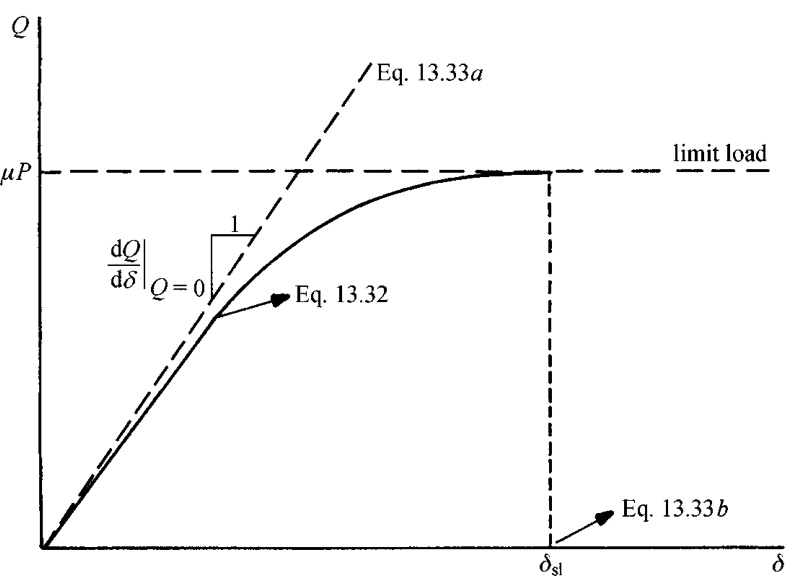 Q
Eq. 13.33a
limit load
μP
1
dQ
dδ
Q = 0
Eq. 13.32
Eq. 13.33b
δsl
δ